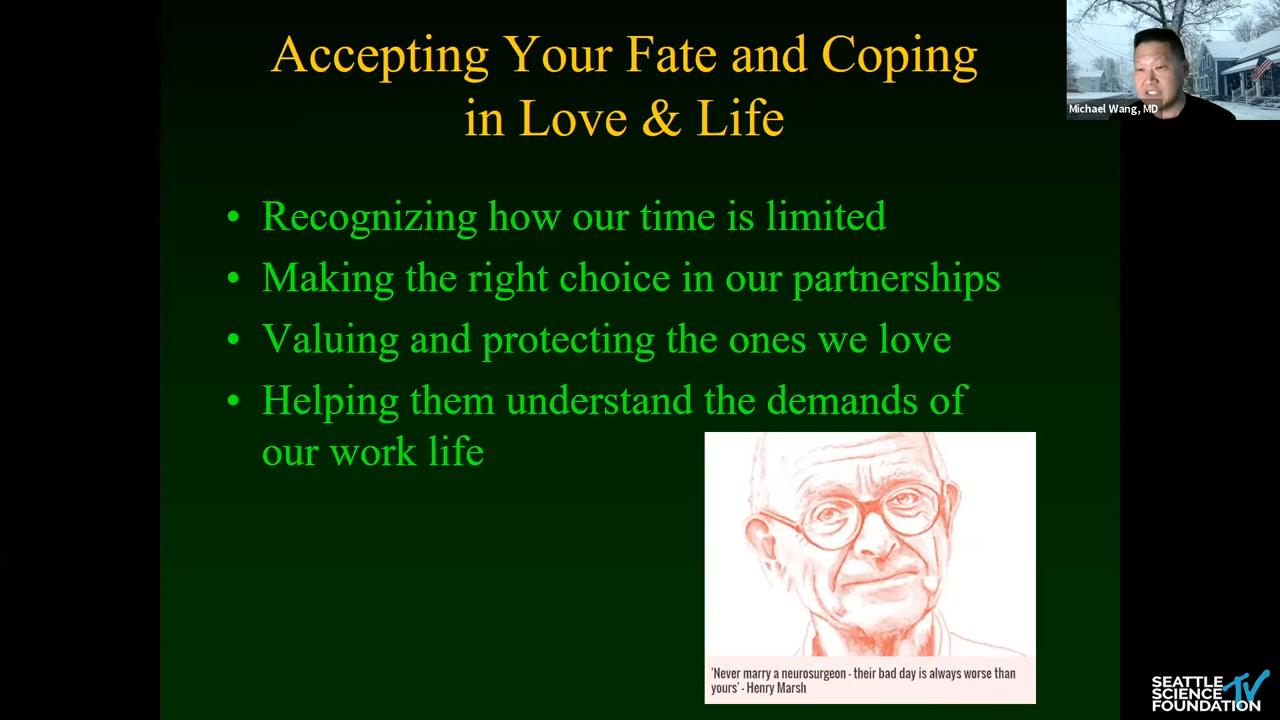 Accepting Your Fate and Coping
in Love & Life
• Recognizing how our time is limited
• Making the right choice in our partnerships
• Valuing and protecting the ones we love
• Helping them understand the demands of
our work life
'Never marry a neurosurgeon - their bad day is always worse than
yours' - Henry Marsh
Michael Wang, MD
SEATTLE
SCIENCE TV
FOUNDATION